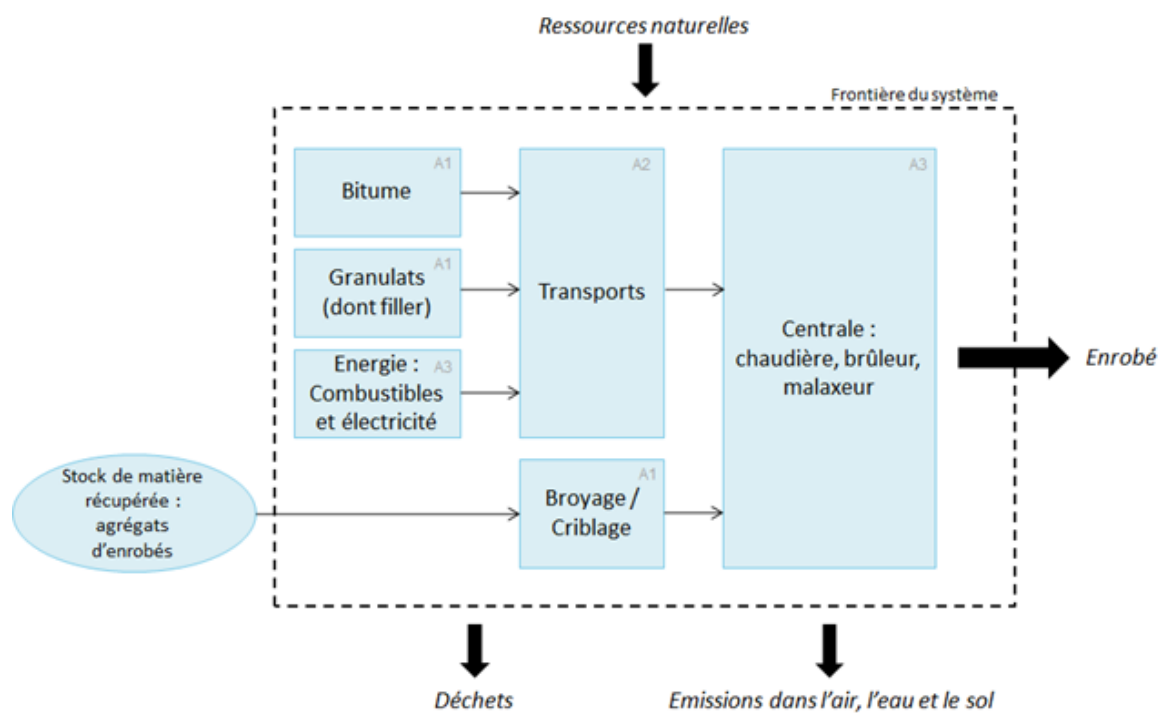 Ressources naturelles
Frontière du système
A1
Bitume
A1
Granulats
(dont filler)
A3
Energie :
Combustibles
et électricité
A2
Transports
A3
Centrale :
chaudière, brûleur,
malaxeur
Enrobé
Stock de matière
récupérée :
agrégats
d'enrobés
A1
Broyage /
Criblage
Déchets
Emissions dans l'air, l'eau et le sol